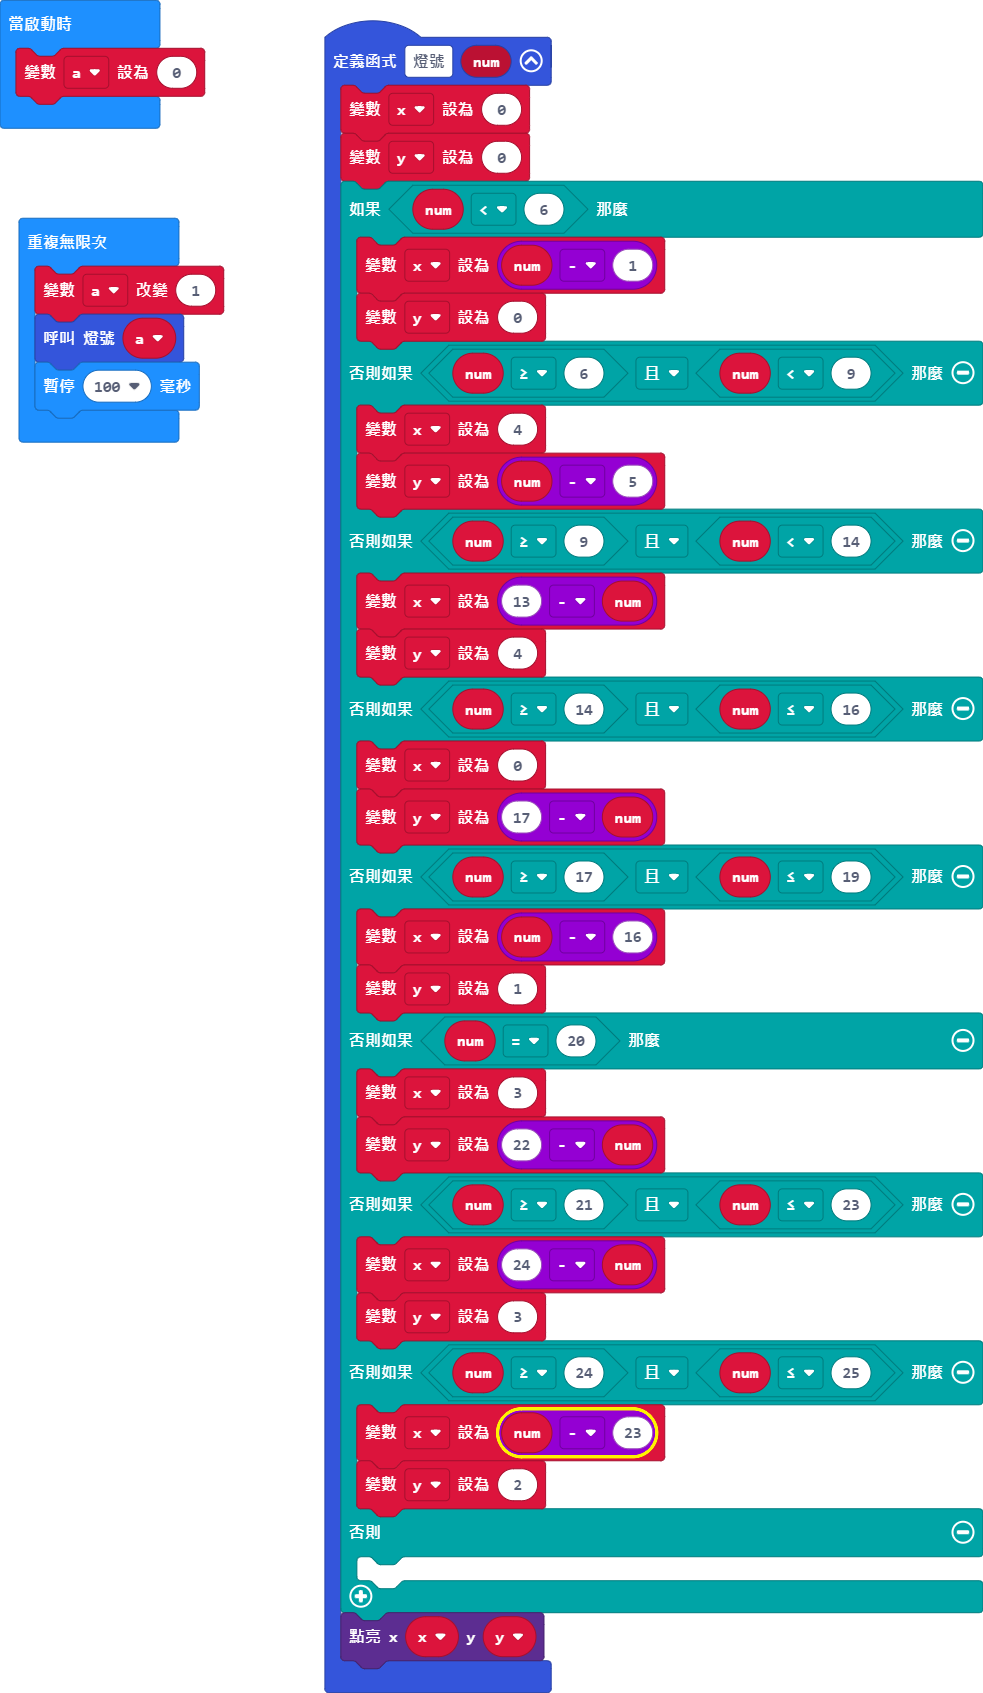 當啟動時
變數 a 設為 0
重複無限次
變數 a 改變 1
呼叫 燈號 a
暫停 100 毫秒
定義函式 燈號 num
變數 x 設為 0
變數 y 設為 0
如果 num < 6 那麼
變數 x 設為 num - 1
變數 y 設為 0
否則如果 num ≥ 6 且 num < 9 那麼
變數 x 設為 4
變數 y 設為 num - 5
否則如果 num ≥ 9 且 num < 14 那麼
變數 x 設為 13 - num
變數 y 設為 4
否則如果 num ≥ 14 且 num ≤ 16 那麼
變數 x 設為 0
變數 y 設為 17 - num
否則如果 num ≥ 17 且 num ≤ 19 那麼
變數 x 設為 num - 16
變數 y 設為 1
否則如果 num = 20 那麼
變數 x 設為 3
變數 y 設為 22 - num
否則如果 num ≥ 21 且 num ≤ 23 那麼
變數 x 設為 24 - num
變數 y 設為 3
否則如果 num ≥ 24 且 num ≤ 25 那麼
變數 x 設為 num - 23
變數 y 設為 2
否則
點亮 x x y y